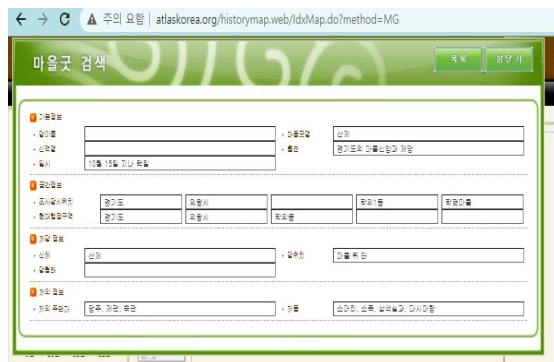 주의 요함 atlaskorea.org/historymap.web/IdxMap.do?method=MG
마을굿 검색
목록 창닫기
기본정보
당이름 마을굿명 산제
신격명 출전 경기도의 마을신앙과 제당
일시 10월 15일 지나 택일
공간정보
조사당시위치 경기도 의왕시 학의1동 학현마을
현재행정구역 경기도 의왕시 학의동
제당 정보
신체 산제 당위치 마을 뒤 산
당형태
제의 정보
제의 주관자 당주, 제관, 축관 제물 소머리, 소족, 삼색실과, 다시마탕